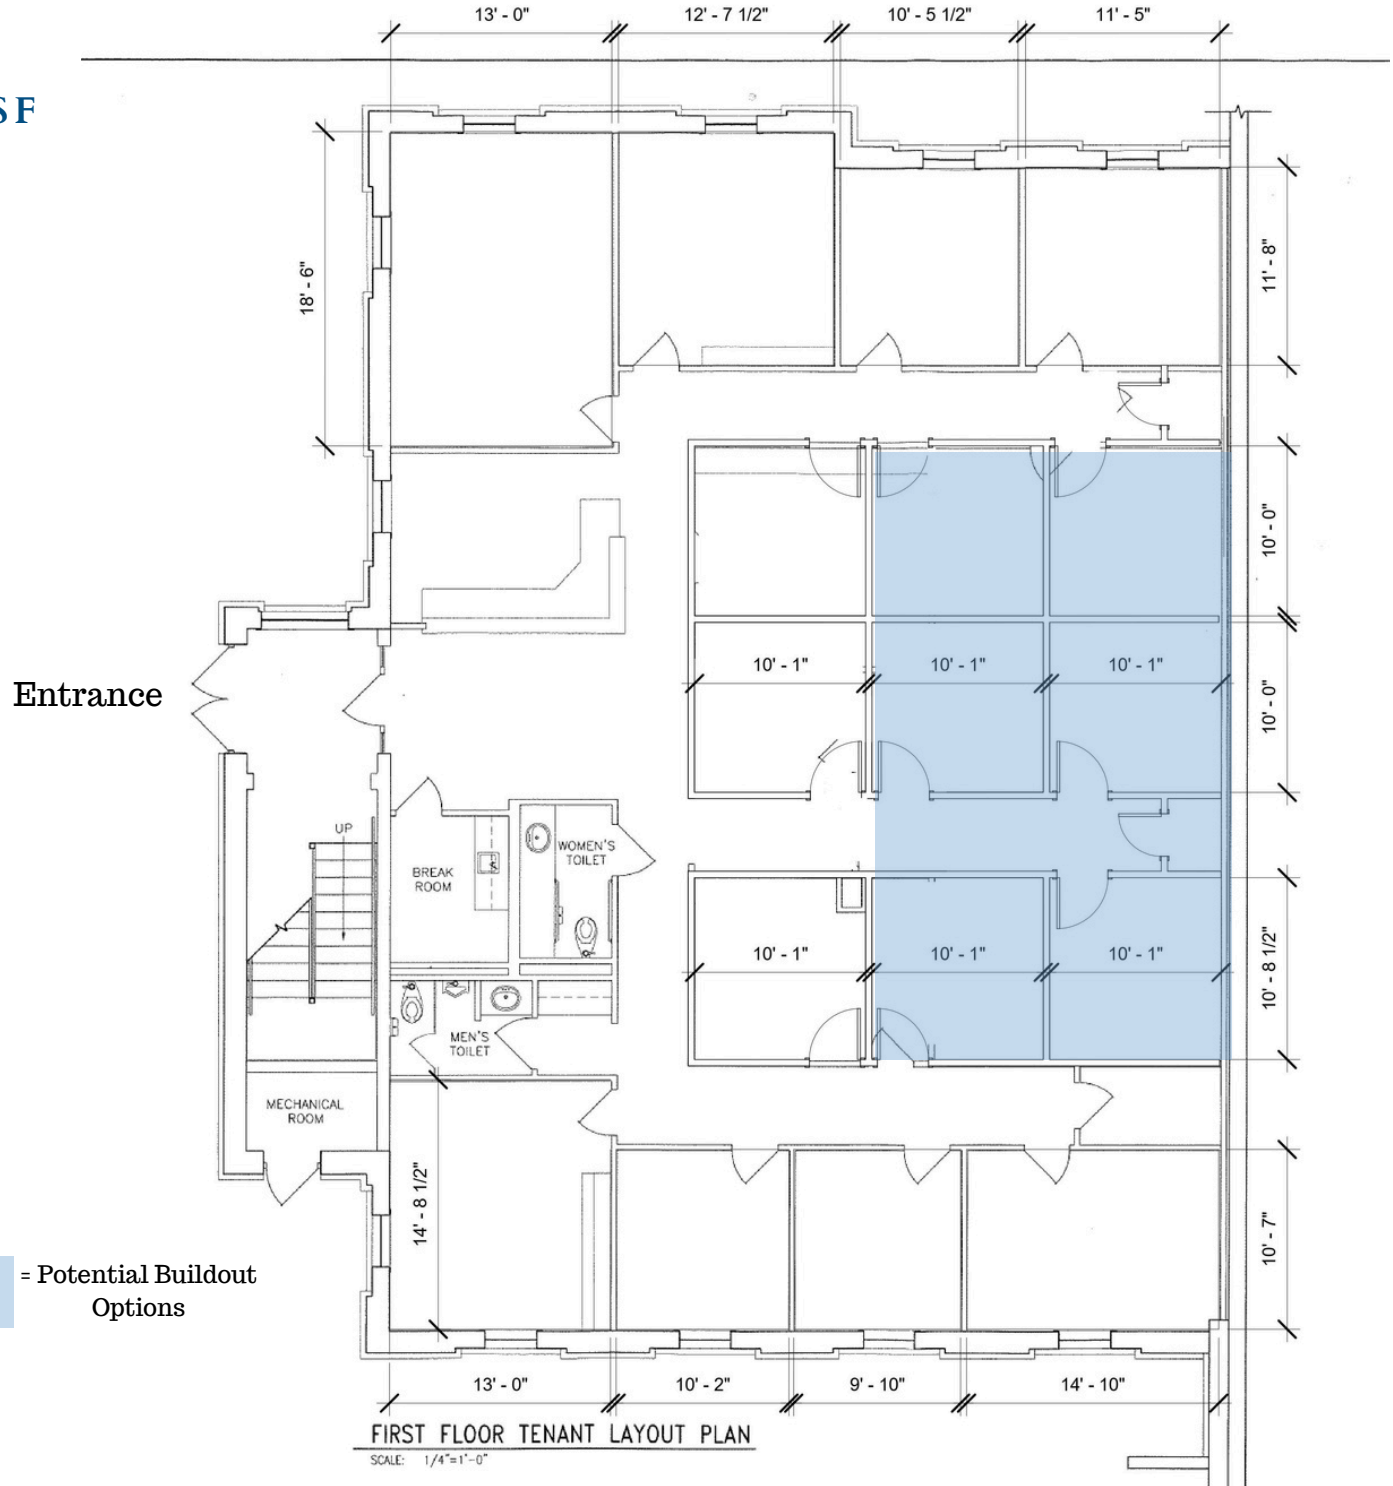 13' - 0"
12' - 7 1/2"
10' - 5 1/2"
11' - 5"
SF
18' - 6"
11' - 8"
10' - 0"
10' - 1"
10' - 1"
10' - 1"
10' - 0"
Entrance
UP
BREAK
ROOM
WOMEN'S
TOILET
10' - 1"
10' - 1"
10' - 1"
10' - 8 1/2"
MEN'S
TOILET
MECHANICAL
ROOM
14' - 8 1/2"
10' - 7"
= Potential Buildout
Options
13' - 0"
10' - 2"
9' - 10"
14' - 10"
FIRST FLOOR TENANT LAYOUT PLAN
SCALE: 1/4"=1'-0"